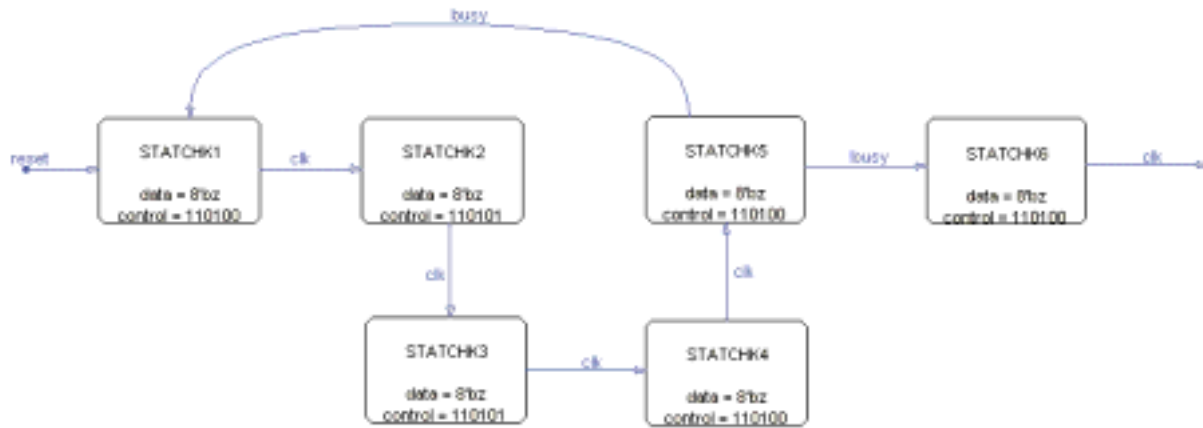 busy
reset
STATCHK1
data = 8'bz
control = 110100
clk
STATCHK2
data = 8'bz
control = 110101
STATCHK5
data = 8'bz
control = 110100
!busy
STATCHK6
data = 8'bz
control = 110100
clk
clk
clk
STATCHK3
data = 8'bz
control = 110101
clk
STATCHK4
data = 8'bz
control = 110100